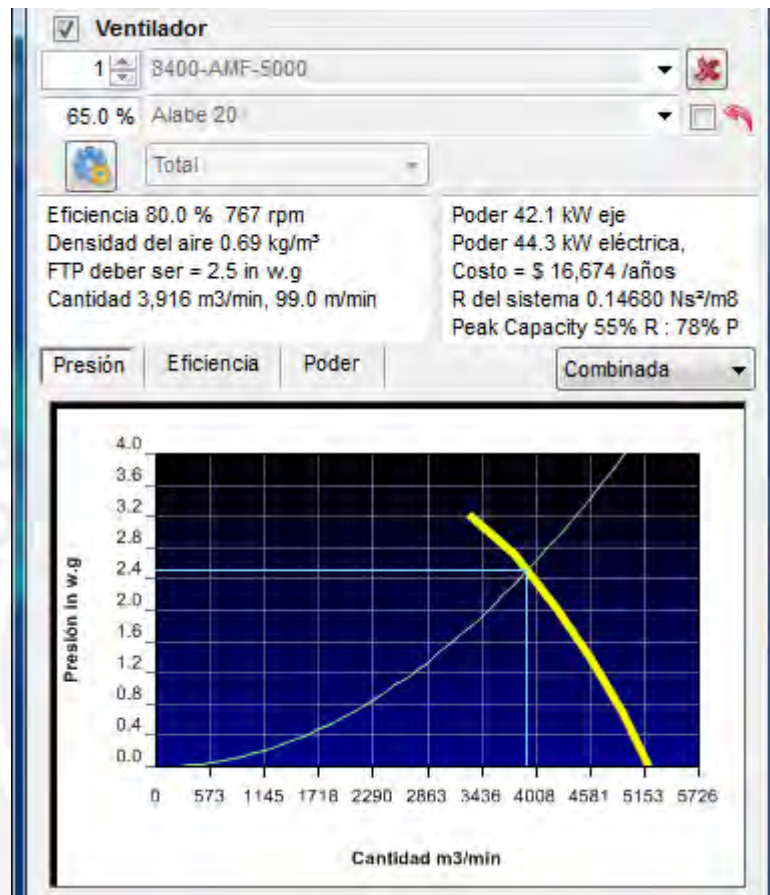 Ventilador
1 8400-AMF-5000
65.0 % Alabe 20
Total
Eficiencia 80.0 % 767 rpm
Densidad del aire 0.69 kg/m³
FTP deber ser = 2.5 in w.g
Cantidad 3,916 m3/min, 99.0 m/min
Poder 42.1 kW eje
Poder 44.3 kW eléctrica,
Costo = $ 16,674 /años
R del sistema 0.14680 Ns²/m8
Peak Capacity 55% R : 78% P
Presión Eficiencia Poder Combinada
4.0
3.6
3.2
2.8
2.4
2.0
1.6
1.2
0.8
0.4
0.0
Presión in w.g
0 573 1145 1718 2290 2863 3436 4008 4581 5153 5726
Cantidad m3/min